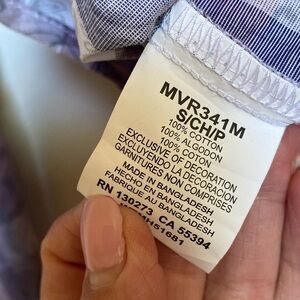 MVR341M
S/CH/P
100% COTTON
100% ALGODON
100% COTON
EXCLUSIVE OF DECORATION
EXCLUYENDO LA DECORACION
GARNITURES NON COMPRISES
MADE IN BANGLADESH
HECHO EN BANGLADESH
FABRIQUE AU BANGLADESH
RN 130273 CA 55394